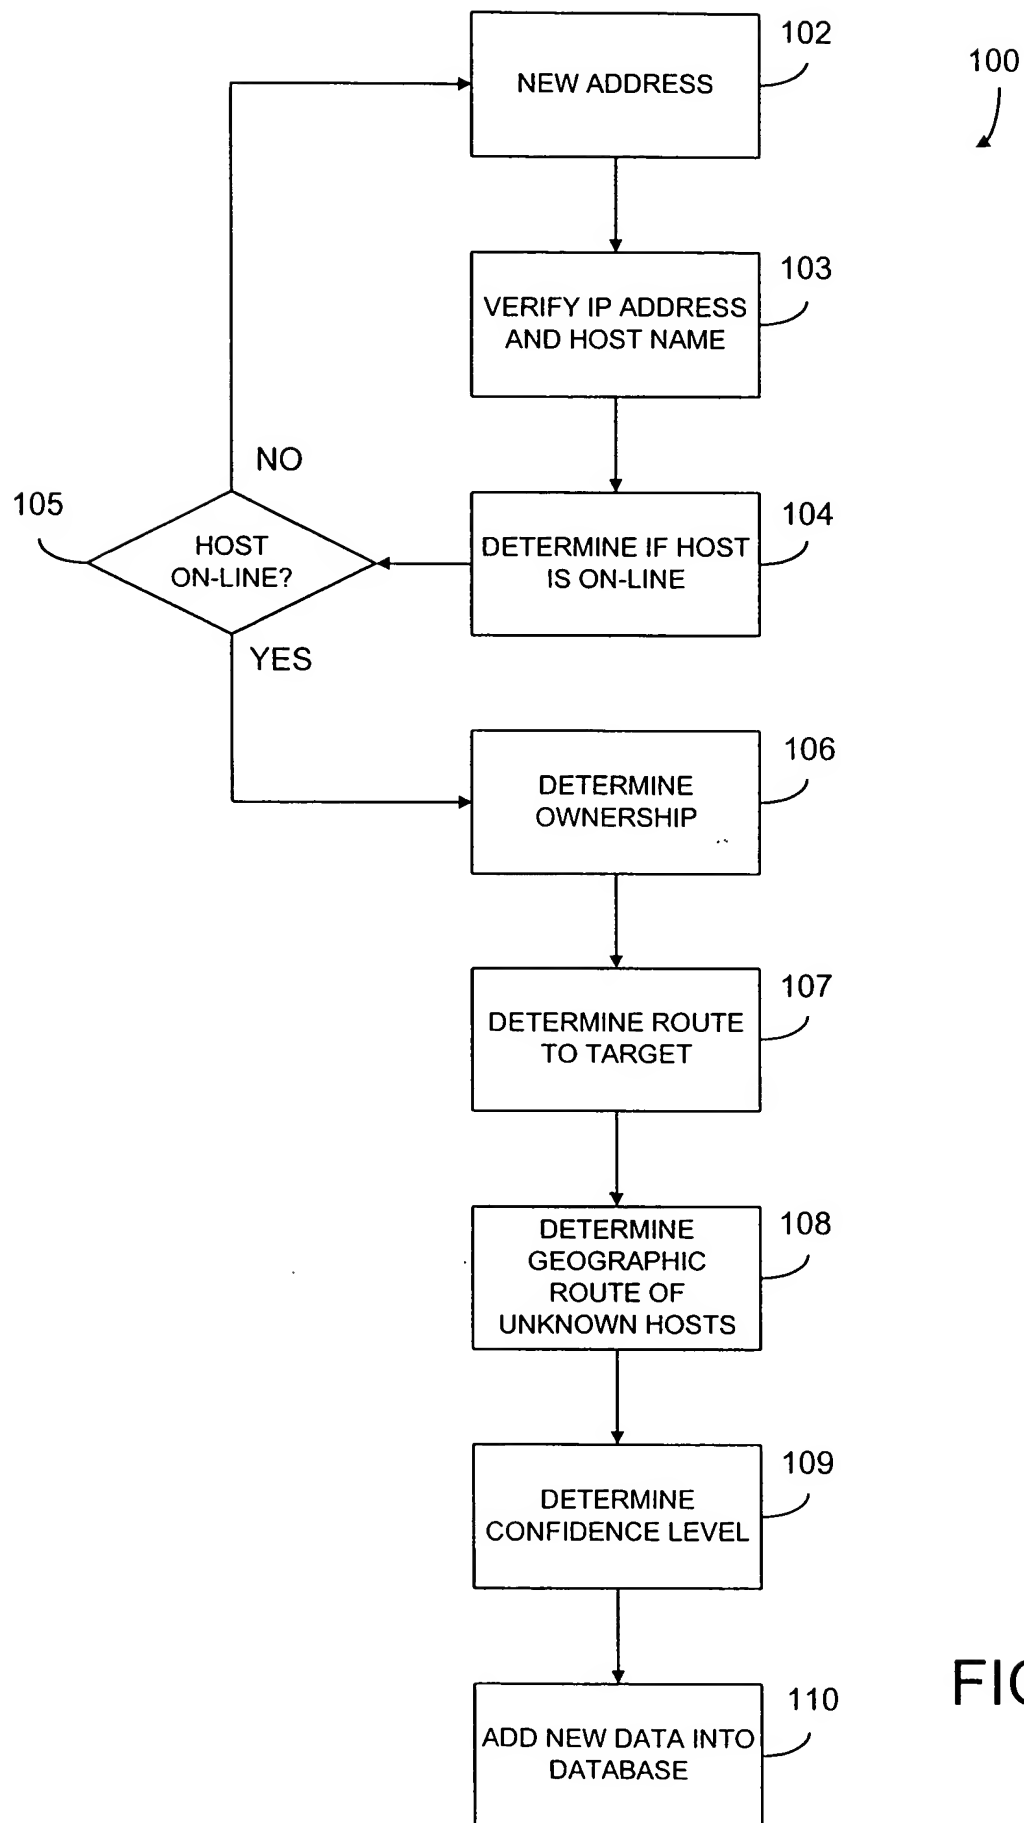 102
100
NEW ADDRESS
103
VERIFY IP ADDRESS
AND HOST NAME
NO
105
104
HOST
ON-LINE?
DETERMINE IF HOST
IS ON-LINE
YES
106
DETERMINE
OWNERSHIP
107
DETERMINE ROUTE
TO TARGET
108
DETERMINE
GEOGRAPHIC
ROUTE OF
UNKNOWN HOSTS
109
DETERMINE
CONFIDENCE LEVEL
110
ADD NEW DATA INTO
DATABASE